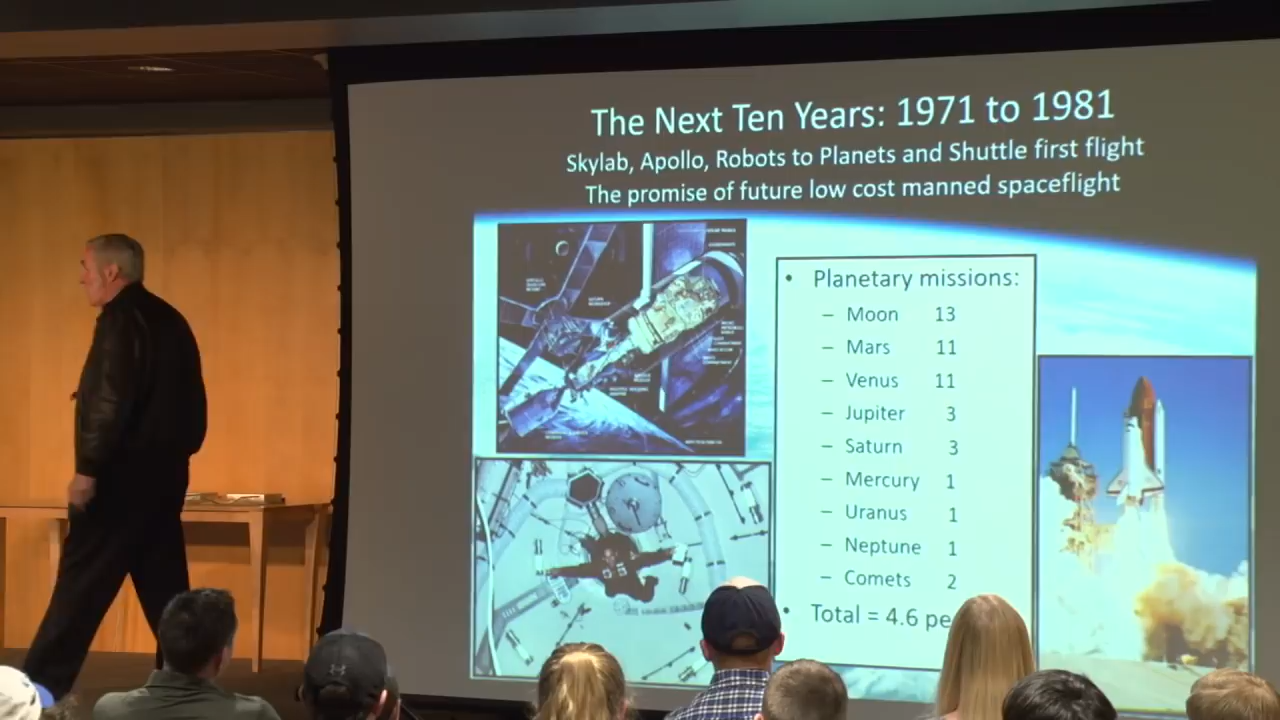 The Next Ten Years: 1971 to 1981
Skylab, Apollo, Robots to Planets and Shuttle first flight
The promise of future low cost manned spaceflight
• Planetary missions:
– Moon 13
– Mars 11
– Venus 11
– Jupiter 3
– Saturn 3
– Mercury 1
– Uranus 1
– Neptune 1
– Comets 2
• Total = 4.6 pe